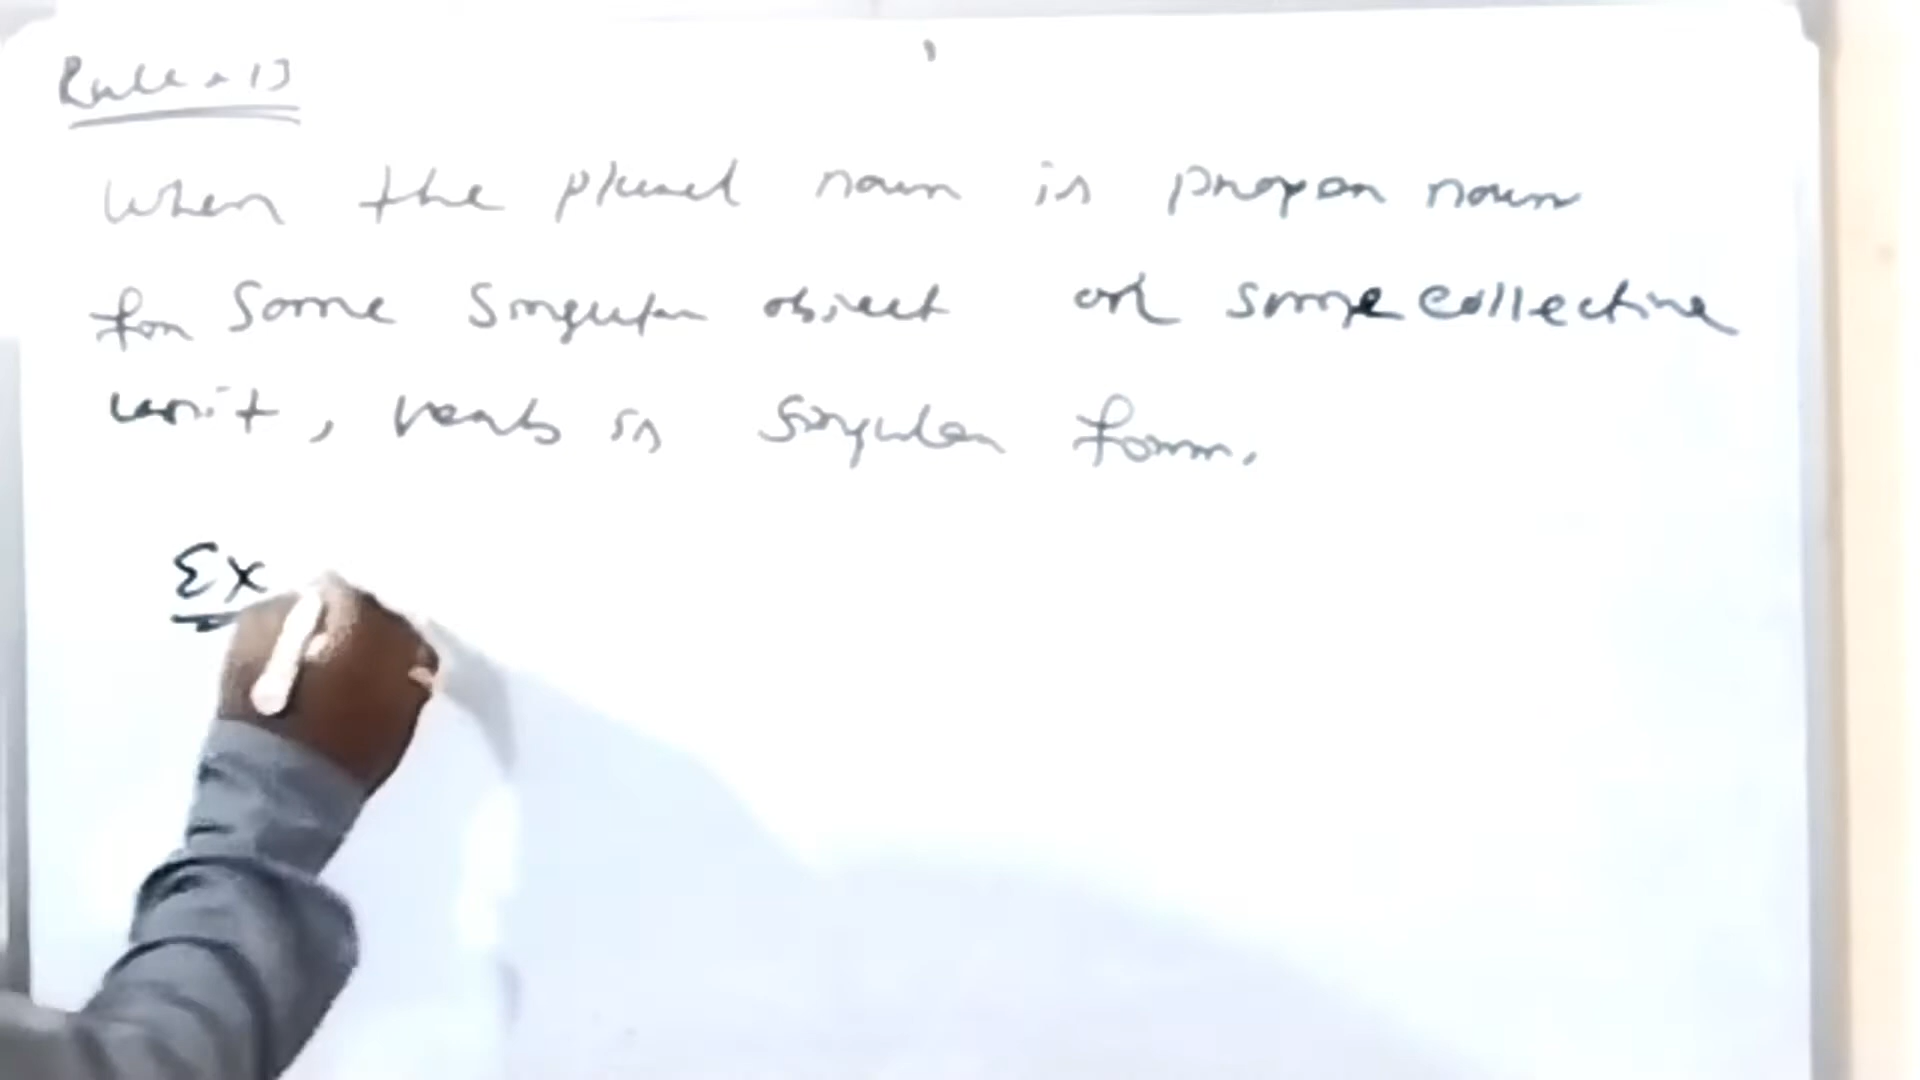 Rule - 13
When the plural noun is proper noun
for some singular object or some collective
unit, verb is singular form.
Ex